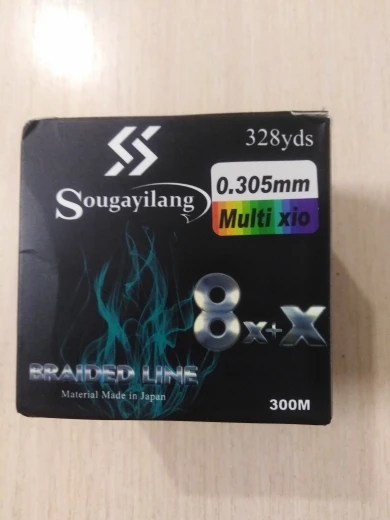 328yds
Sougayilang
0.305mm
Multi xio
8x+X
BRAIDED LINE
Material Made in Japan
300M